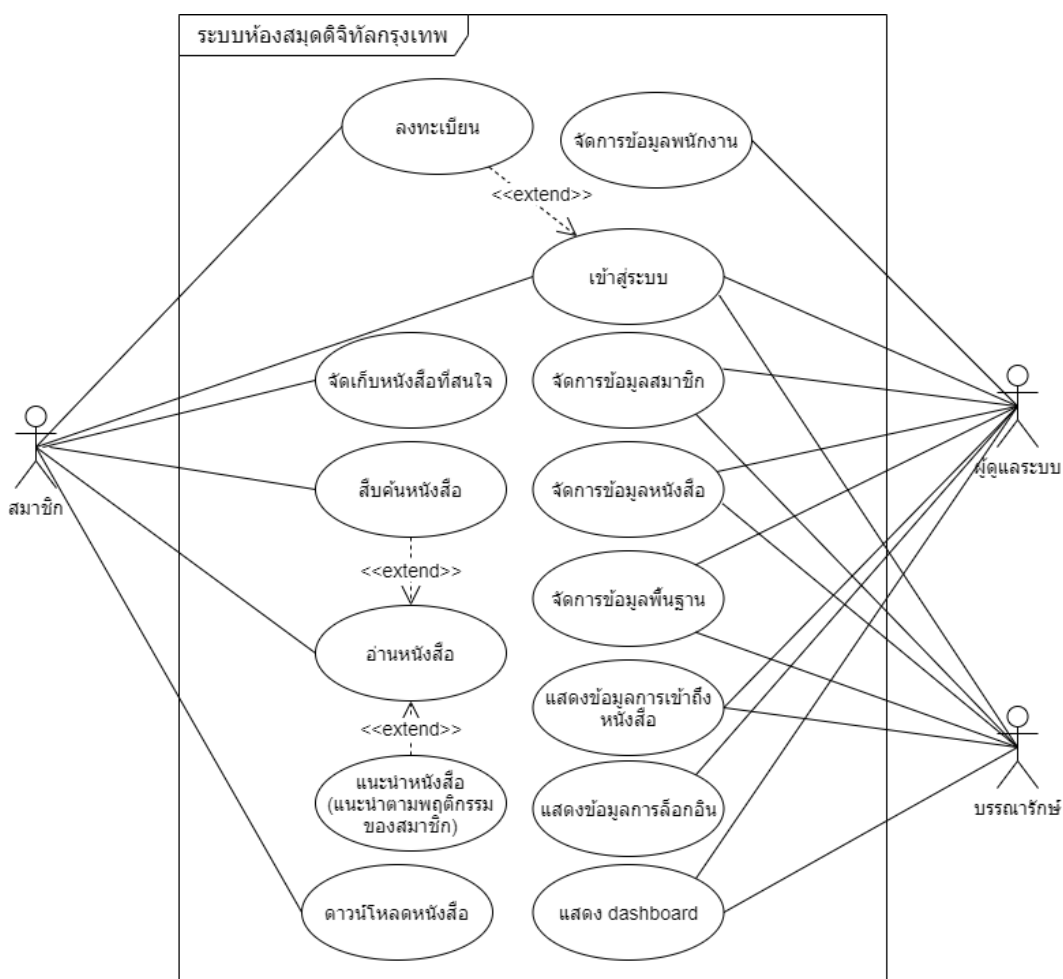 ระบบห้องสมุดดิจิทัลกรุงเทพ
ลงทะเบียน
จัดการข้อมูลพนักงาน
<<extend>>
เข้าสู่ระบบ
จัดเก็บหนังสือที่สนใจ
จัดการข้อมูลสมาชิก
สมาชิก
ผู้ดูแลระบบ
สืบค้นหนังสือ
จัดการข้อมูลหนังสือ
<<extend>>
อ่านหนังสือ
จัดการข้อมูลพื้นฐาน
<<extend>>
แสดงข้อมูลการเข้าถึง
หนังสือ
แนะนำหนังสือ
(แนะนำตามพฤติกรรม
ของสมาชิก)
แสดงข้อมูลการล็อกอิน
บรรณารักษ์
ดาวน์โหลดหนังสือ
แสดง dashboard